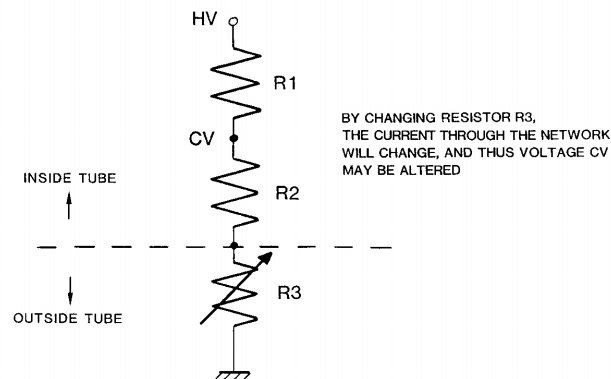 HV
R1
BY CHANGING RESISTOR R3,
THE CURRENT THROUGH THE NETWORK
WILL CHANGE, AND THUS VOLTAGE CV
MAY BE ALTERED
CV
INSIDE TUBE
R2
R3
OUTSIDE TUBE